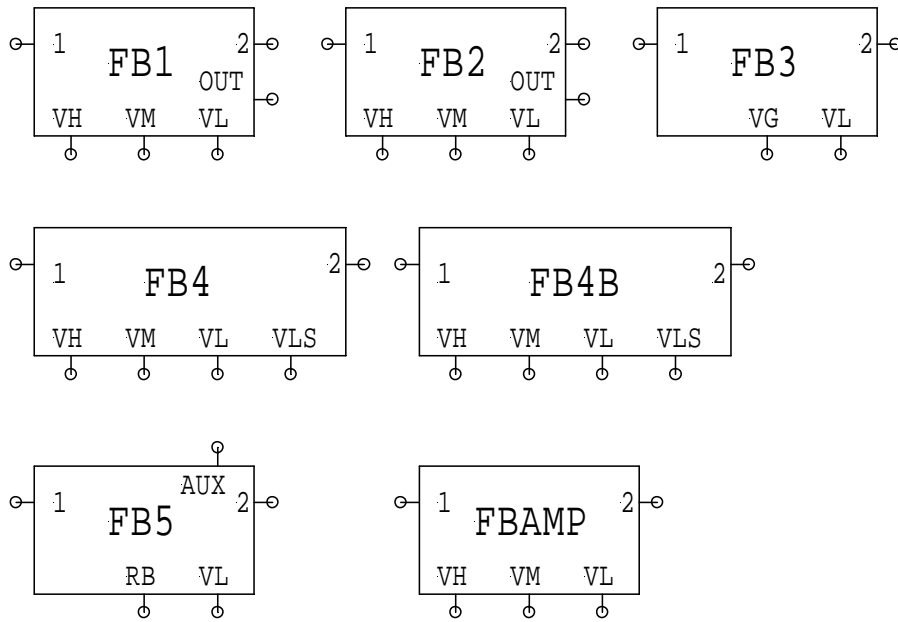 1 FB1 2
OUT
VH VM VL
1 FB2 2
OUT
VH VM VL
1 FB3 2
VG VL
1 FB4 2
VH VM VL VLS
1 FB4B 2
VH VM VL VLS
AUX
1 FB5 2
RB VL
1 FBAMP 2
VH VM VL